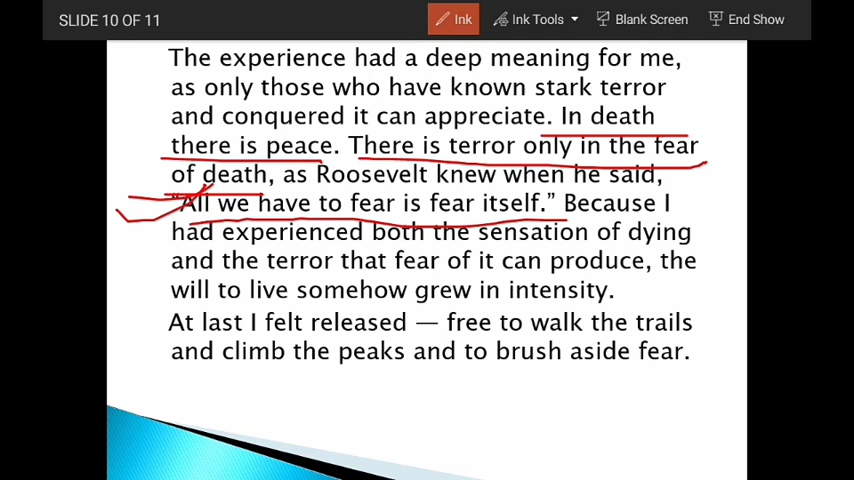 SLIDE 10 OF 11
Ink
Ink Tools
Blank Screen
End Show
The experience had a deep meaning for me,
as only those who have known stark terror
and conquered it can appreciate. In death
there is peace. There is terror only in the fear
of death, as Roosevelt knew when he said,
“All we have to fear is fear itself.” Because I
had experienced both the sensation of dying
and the terror that fear of it can produce, the
will to live somehow grew in intensity.
At last I felt released — free to walk the trails
and climb the peaks and to brush aside fear.